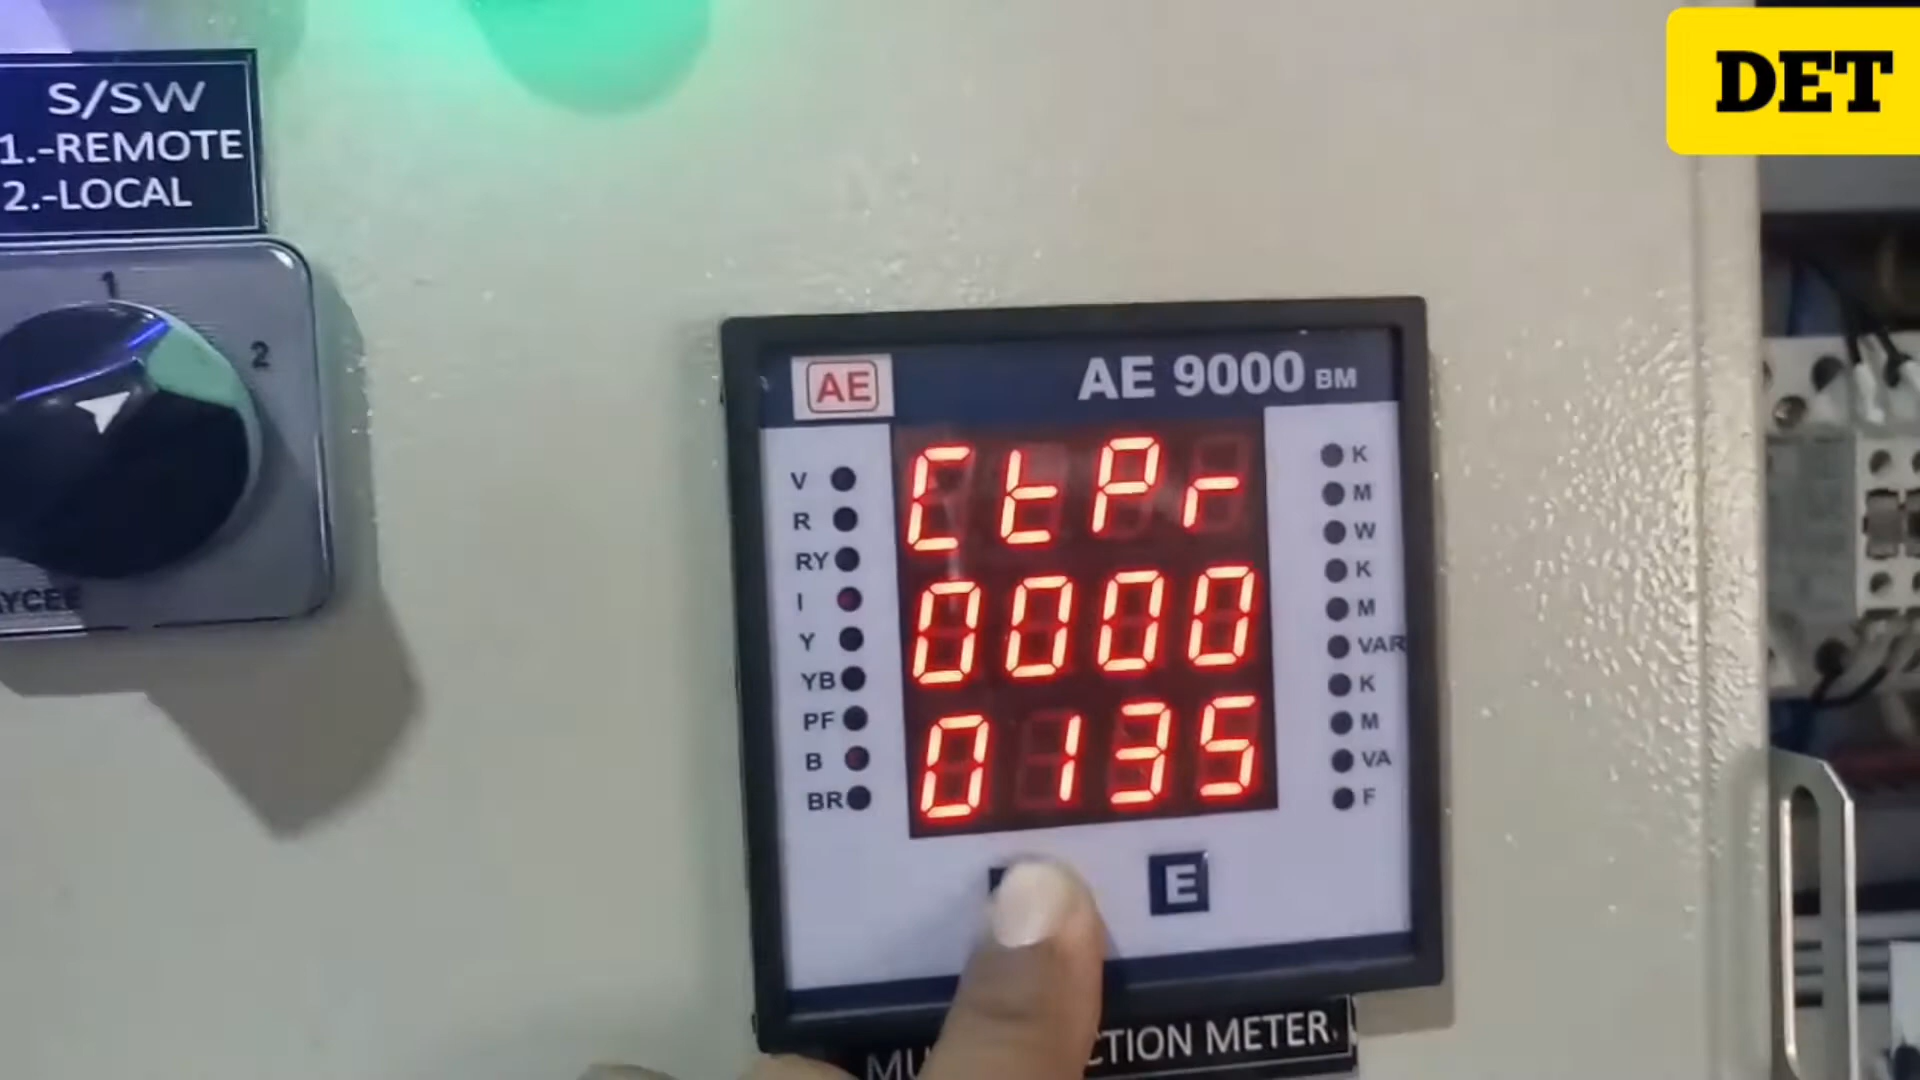 DET
S/SW
1.-REMOTE
2.-LOCAL
1
2
AE
AE 9000 BM
V
R
RY
I
Y
YB
PF
B
BR
CtPr
0000
0135
K
M
W
K
M
VAR
K
M
VA
F
E
METER